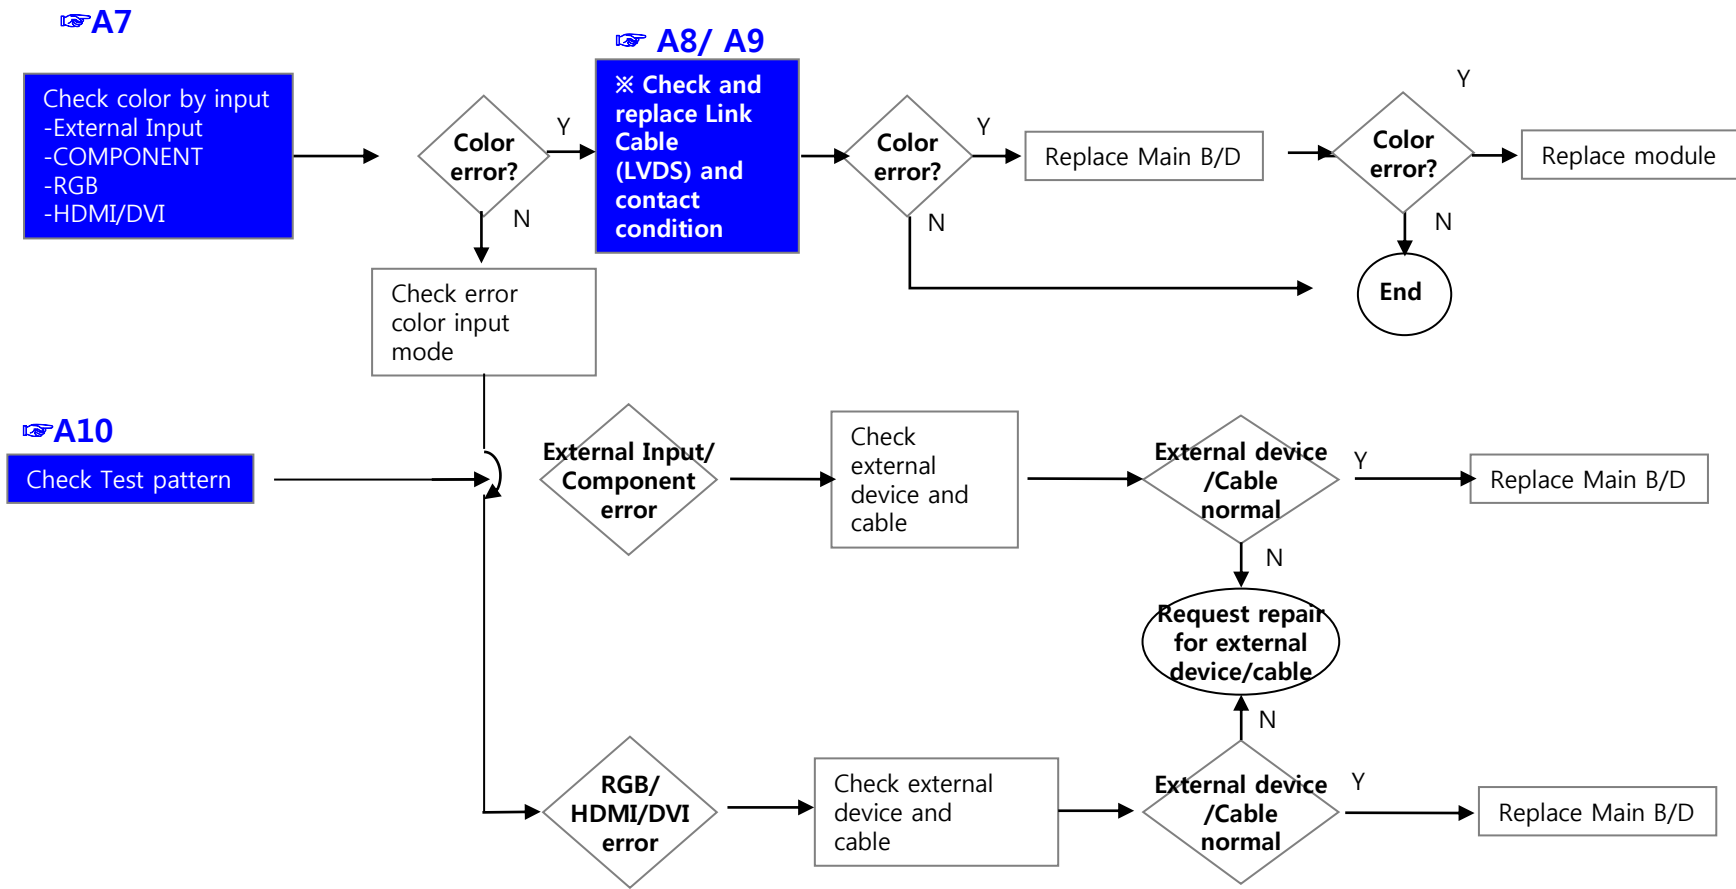 ☞A7
☞ A8/ A9
Check color by input
-External Input
-COMPONENT
-RGB
-HDMI/DVI
Color
error?
Y
N
※ Check and
replace Link
Cable
(LVDS) and
contact
condition
Color
error?
Y
N
Replace Main B/D
Y
Color
error?
N
Replace module
End
Check error
color input
mode
☞A10
Check Test pattern
External Input/
Component
error
Check
external
device and
cable
External device
/Cable
normal
Y
N
Replace Main B/D
Request repair
for external
device/cable
N
RGB/
HDMI/DVI
error
Check external
device and
cable
External device
/Cable
normal
Y
Replace Main B/D